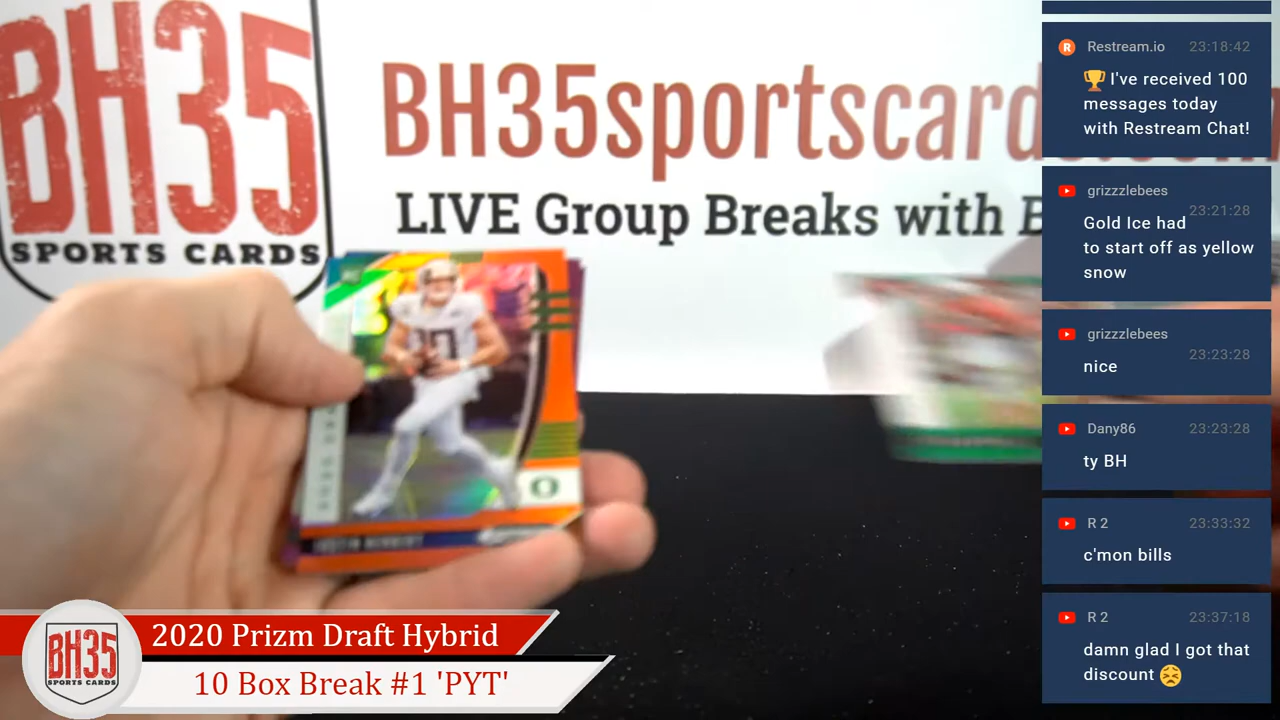 BH35
SPORTS CARDS
BH35sportscard
LIVE Group Breaks with B
10
O
2020 Prizm Draft Hybrid
10 Box Break #1 'PYT'
BH35
SPORTS CARDS
Restream.io 23:18:42
🏆 I've received 100
messages today
with Restream Chat!
grizzzlebees 23:21:28
Gold Ice had
to start off as yellow
snow
grizzzlebees 23:23:28
nice
Dany86 23:23:28
ty BH
R 2 23:33:32
c'mon bills
R 2 23:37:18
damn glad I got that
discount 😣